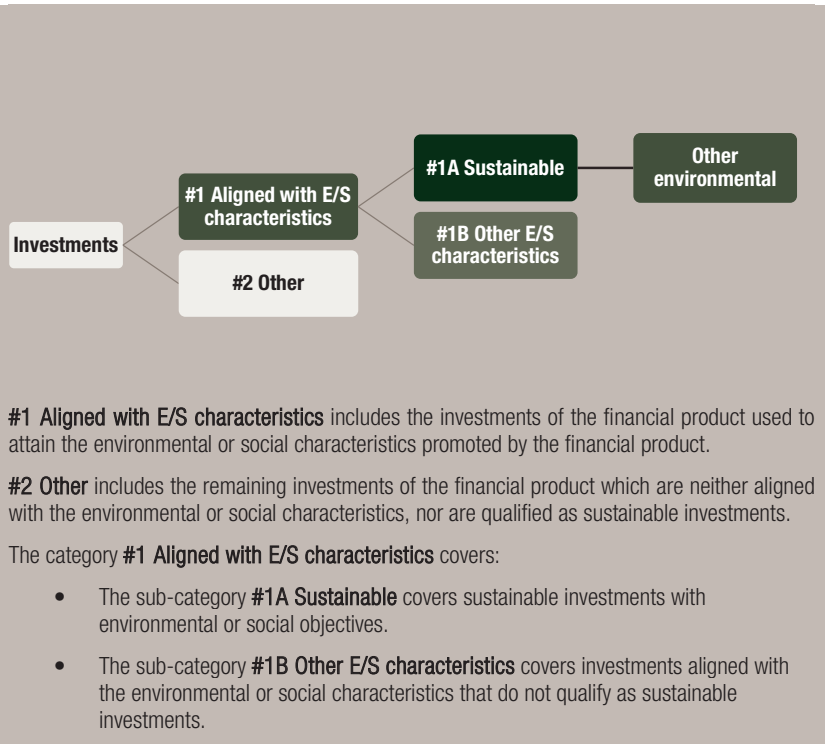 Investments
#1 Aligned with E/S
characteristics
#2 Other
#1A Sustainable
#1B Other E/S
characteristics
Other
environmental
#1 Aligned with E/S characteristics includes the investments of the financial product used to
attain the environmental or social characteristics promoted by the financial product.
#2 Other includes the remaining investments of the financial product which are neither aligned
with the environmental or social characteristics, nor are qualified as sustainable investments.
The category #1 Aligned with E/S characteristics covers:
• The sub-category #1A Sustainable covers sustainable investments with
environmental or social objectives.
• The sub-category #1B Other E/S characteristics covers investments aligned with
the environmental or social characteristics that do not qualify as sustainable
investments.